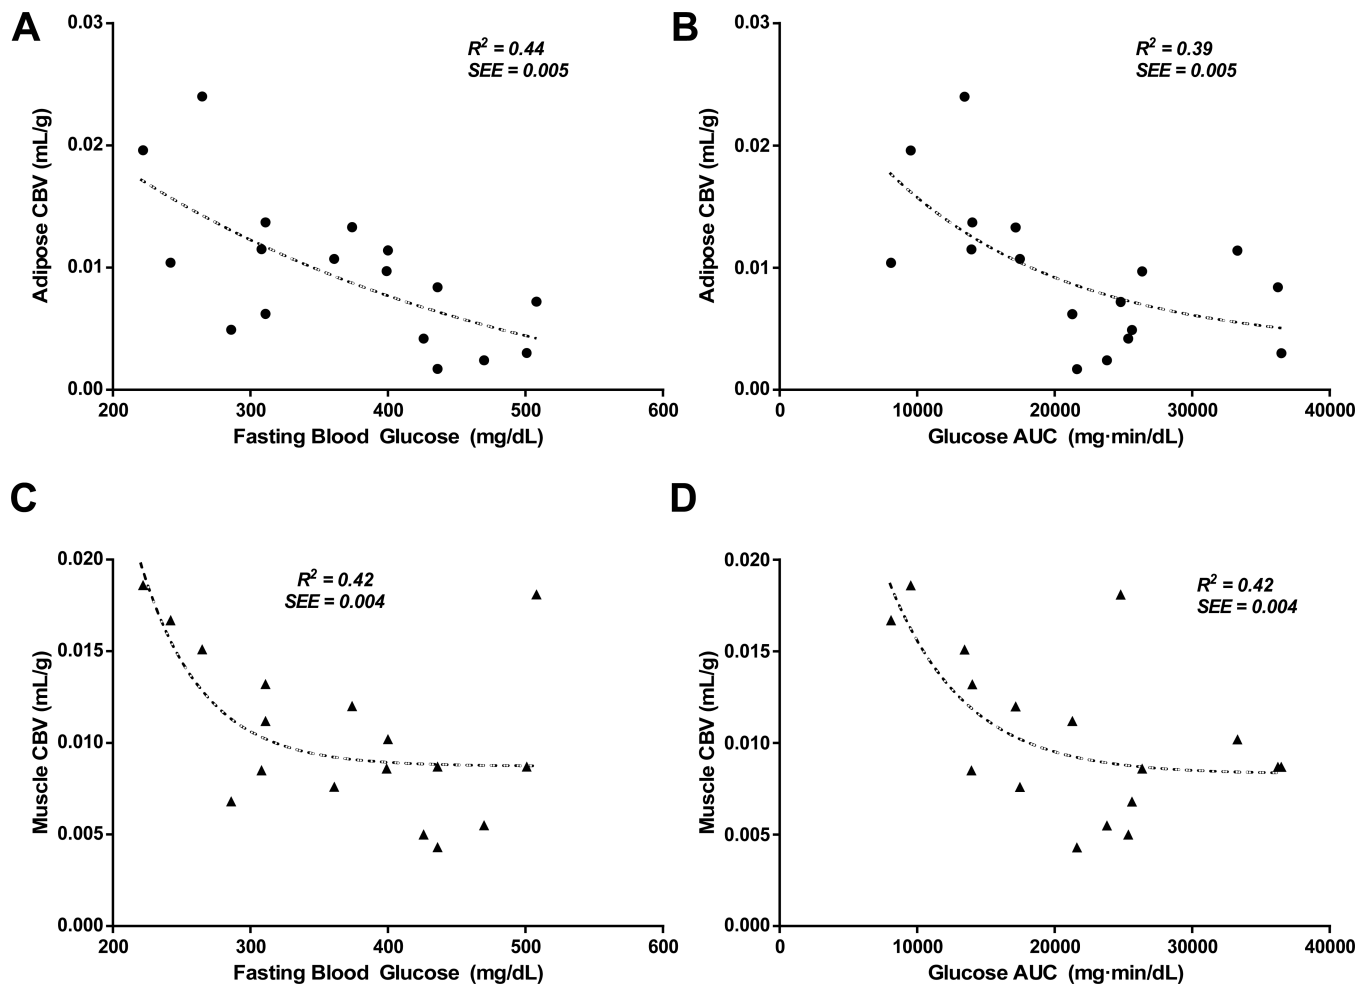 A
0.03
0.02
0.01
0.00
Adipose CBV (mL/g)
R² = 0.44
SEE = 0.005
200 300 400 500 600
Fasting Blood Glucose (mg/dL)
B
0.03
0.02
0.01
0.00
Adipose CBV (mL/g)
R² = 0.39
SEE = 0.005
0 10000 20000 30000 40000
Glucose AUC (mg·min/dL)
C
0.020
0.015
0.010
0.005
0.000
Muscle CBV (mL/g)
R² = 0.42
SEE = 0.004
200 300 400 500 600
Fasting Blood Glucose (mg/dL)
D
0.020
0.015
0.010
0.005
0.000
Muscle CBV (mL/g)
R² = 0.42
SEE = 0.004
0 10000 20000 30000 40000
Glucose AUC (mg·min/dL)